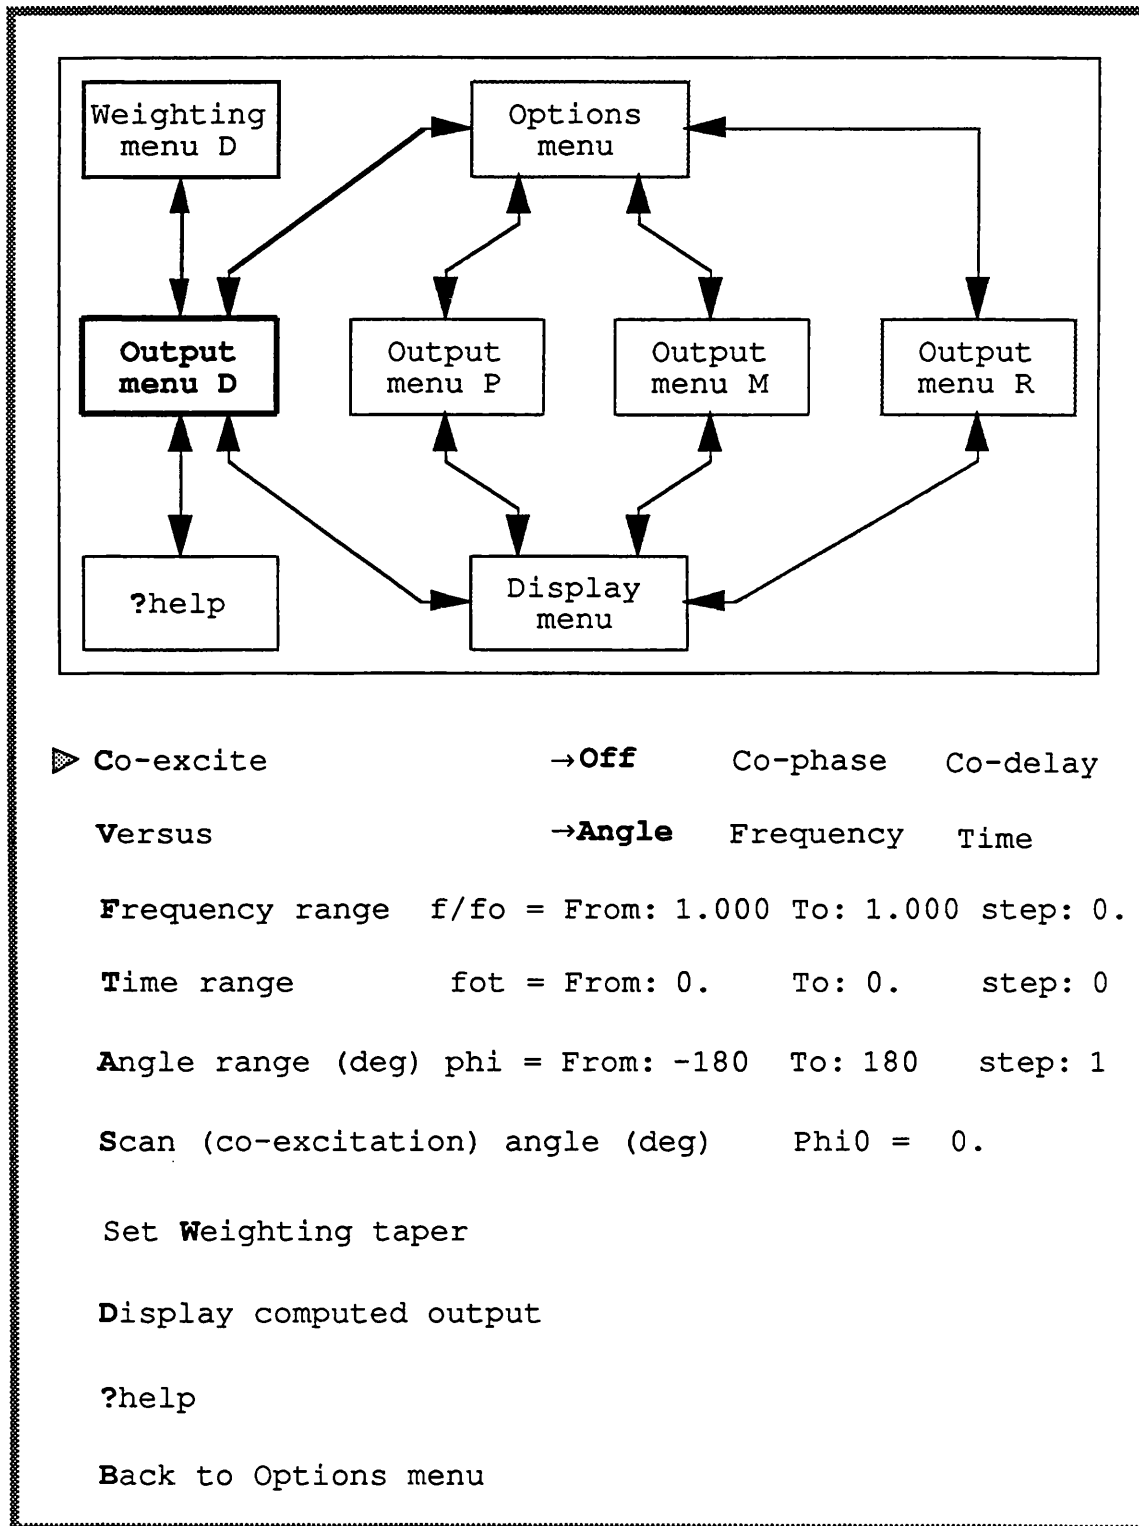 Weighting
menu D
Options
menu
Output
menu D
Output
menu P
Output
menu M
Output
menu R
?help
Display
menu
Co-excite →Off Co-phase Co-delay
Versus →Angle Frequency Time
Frequency range f/fo = From: 1.000 To: 1.000 step: 0.
Time range fot = From: 0. To: 0. step: 0
Angle range (deg) phi = From: -180 To: 180 step: 1
Scan (co-excitation) angle (deg) Phi0 = 0.
Set Weighting taper
Display computed output
?help
Back to Options menu